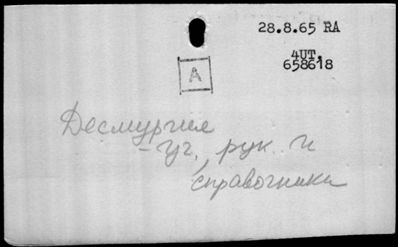 28.8.65 RA
4UT.
658618
A
Десмургия
- уч, рук и
справочники